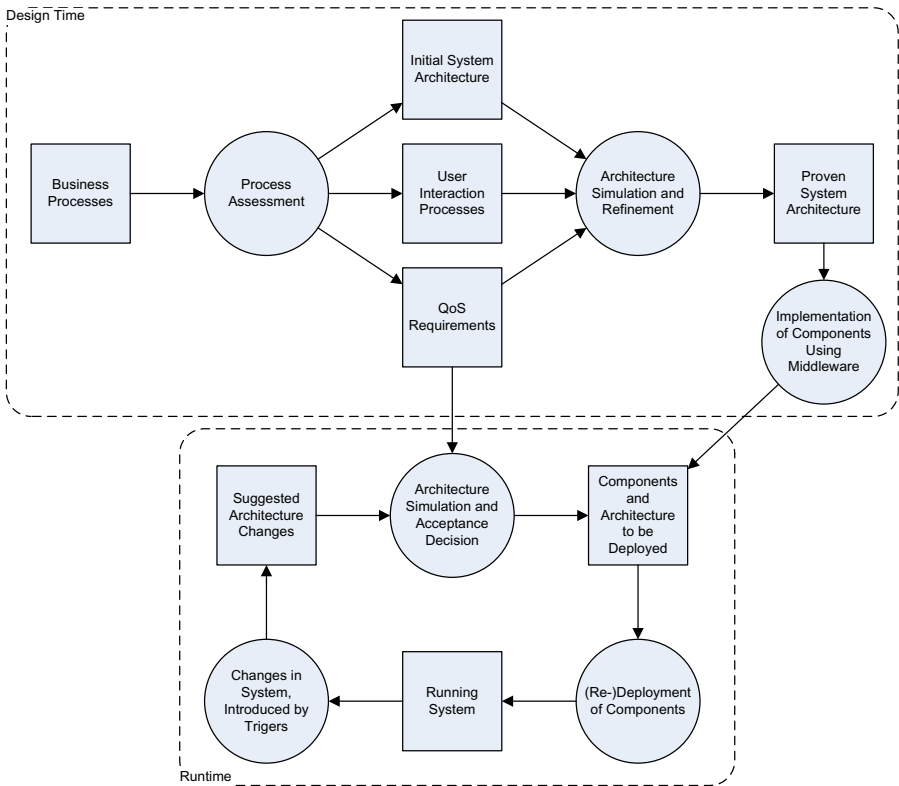 Design Time
Initial System
Architecture
Business
Processes
Process
Assessment
User
Interaction
Processes
Architecture
Simulation and
Refinement
Proven
System
Architecture
QoS
Requirements
Implementation
of Components
Using
Middleware
Suggested
Architecture
Changes
Architecture
Simulation and
Acceptance
Decision
Components
and
Architecture
to be
Deployed
Changes in
System,
Introduced by
Trigers
Running
System
(Re-)Deployment
of Components
Runtime